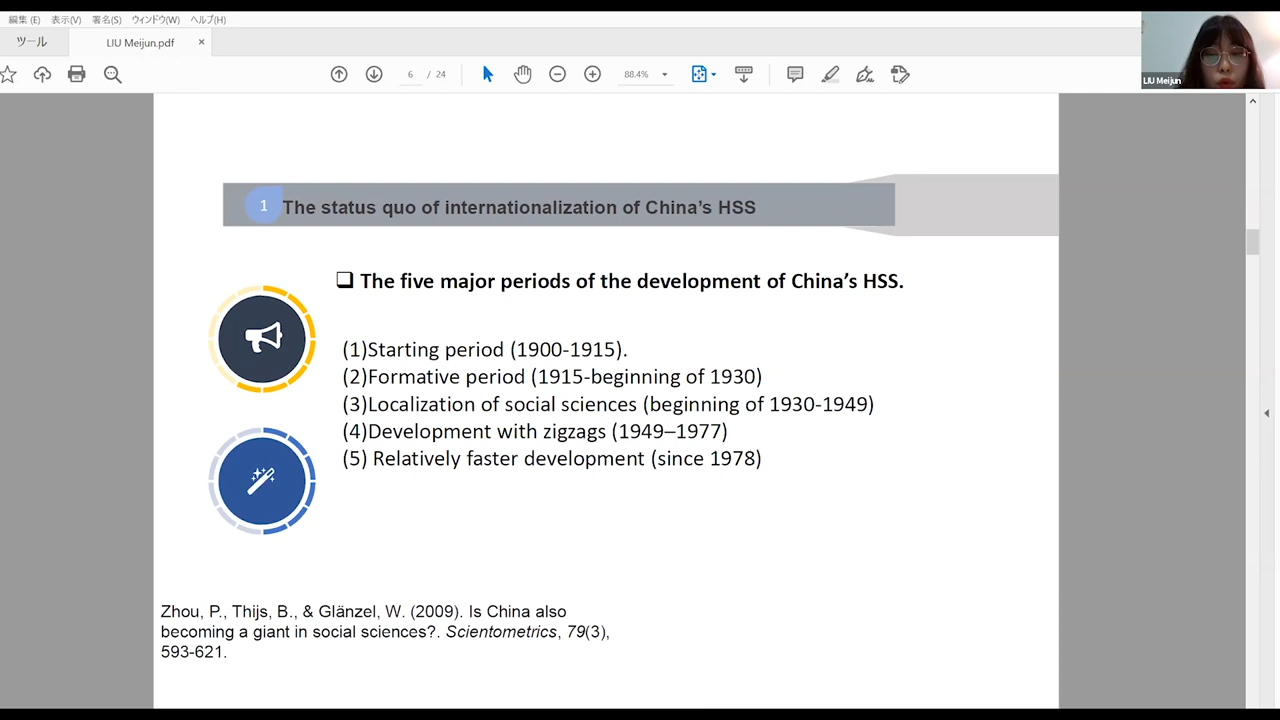 編集 (E) 表示(V) 署名(S) ウィンドウ(W) ヘルプ(H)
ツール LIU Meijun.pdf ×
6 / 24 88.4%
LIU Meijun
1 The status quo of internationalization of China’s HSS
The five major periods of the development of China’s HSS.
(1)Starting period (1900-1915).
(2)Formative period (1915-beginning of 1930)
(3)Localization of social sciences (beginning of 1930-1949)
(4)Development with zigzags (1949–1977)
(5) Relatively faster development (since 1978)
Zhou, P., Thijs, B., & Glänzel, W. (2009). Is China also
becoming a giant in social sciences?. Scientometrics, 79(3),
593-621.